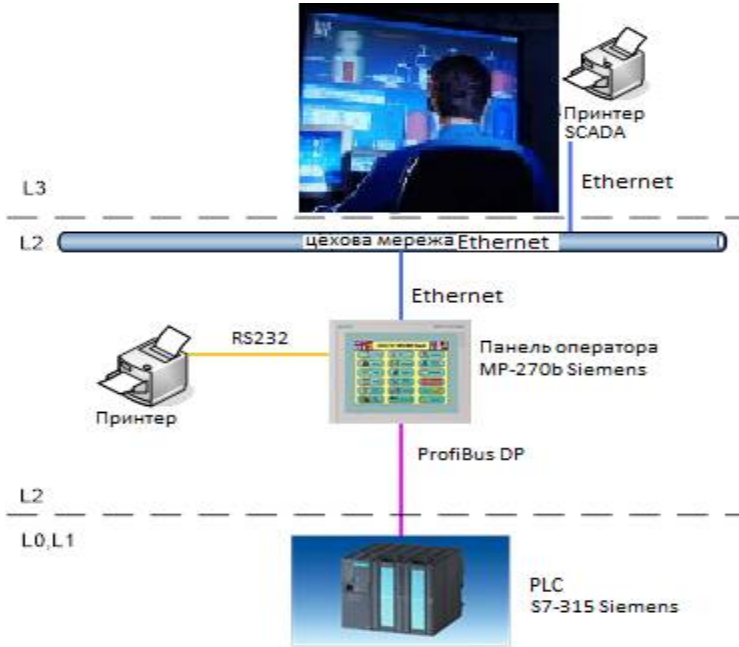 Принтер
SCADA
Ethernet
L3
L2
цехова мережа Ethernet
Ethernet
RS232
Панель оператора
MP-270b Siemens
Принтер
ProfiBus DP
L2
L0,L1
PLC
S7-315 Siemens